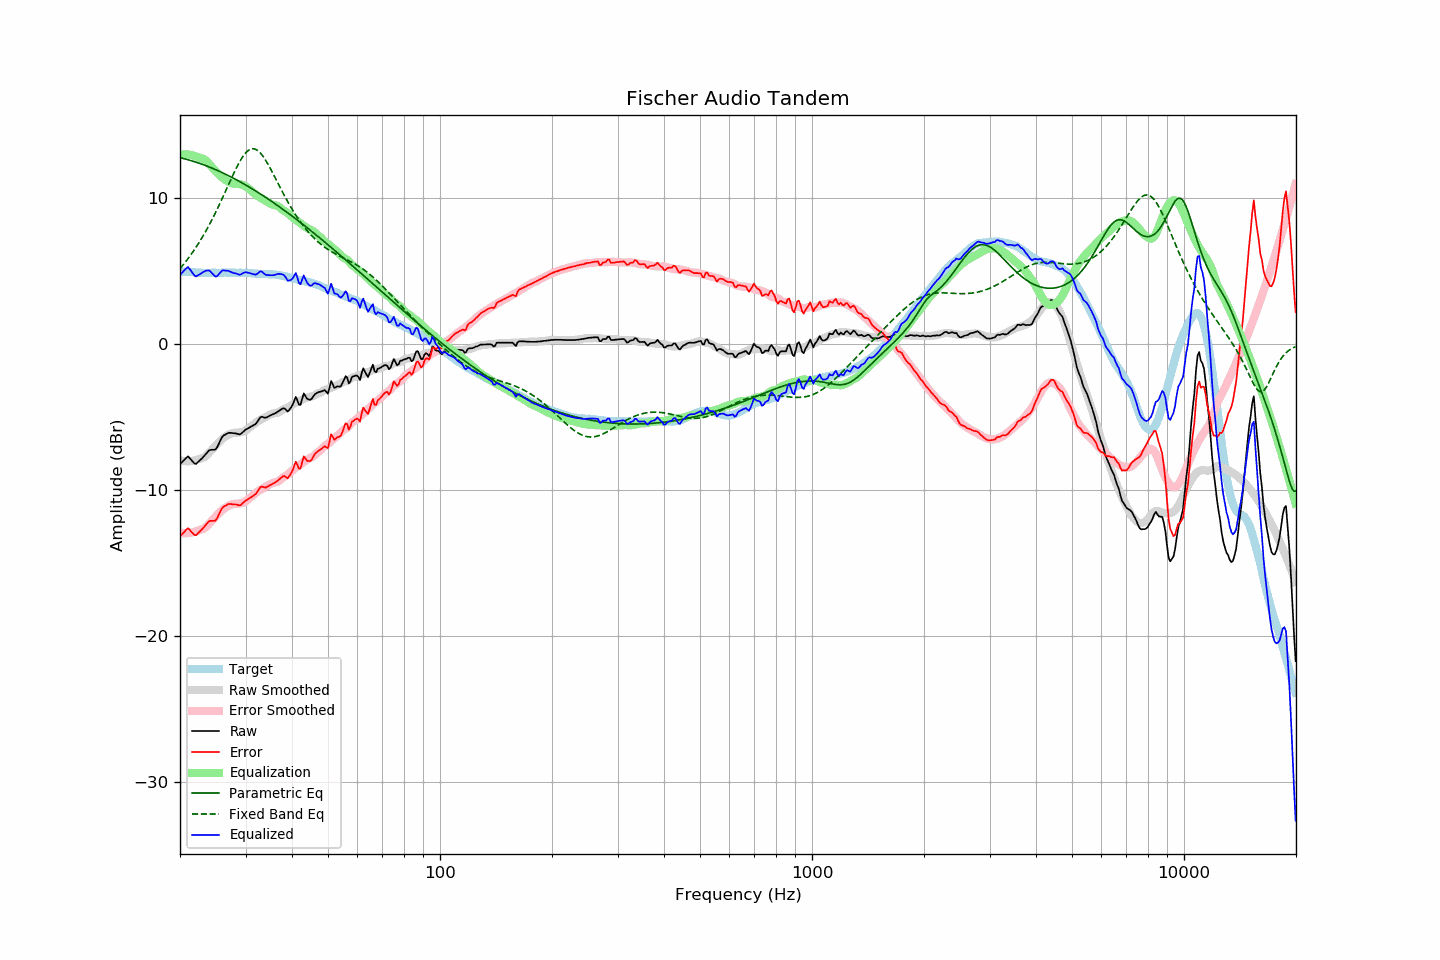 Fischer Audio Tandem
Amplitude (dBr)
10
0
−10
−20
−30
Target
Raw Smoothed
Error Smoothed
Raw
Error
Equalization
Parametric Eq
Fixed Band Eq
Equalized
100 1000 10000
Frequency (Hz)